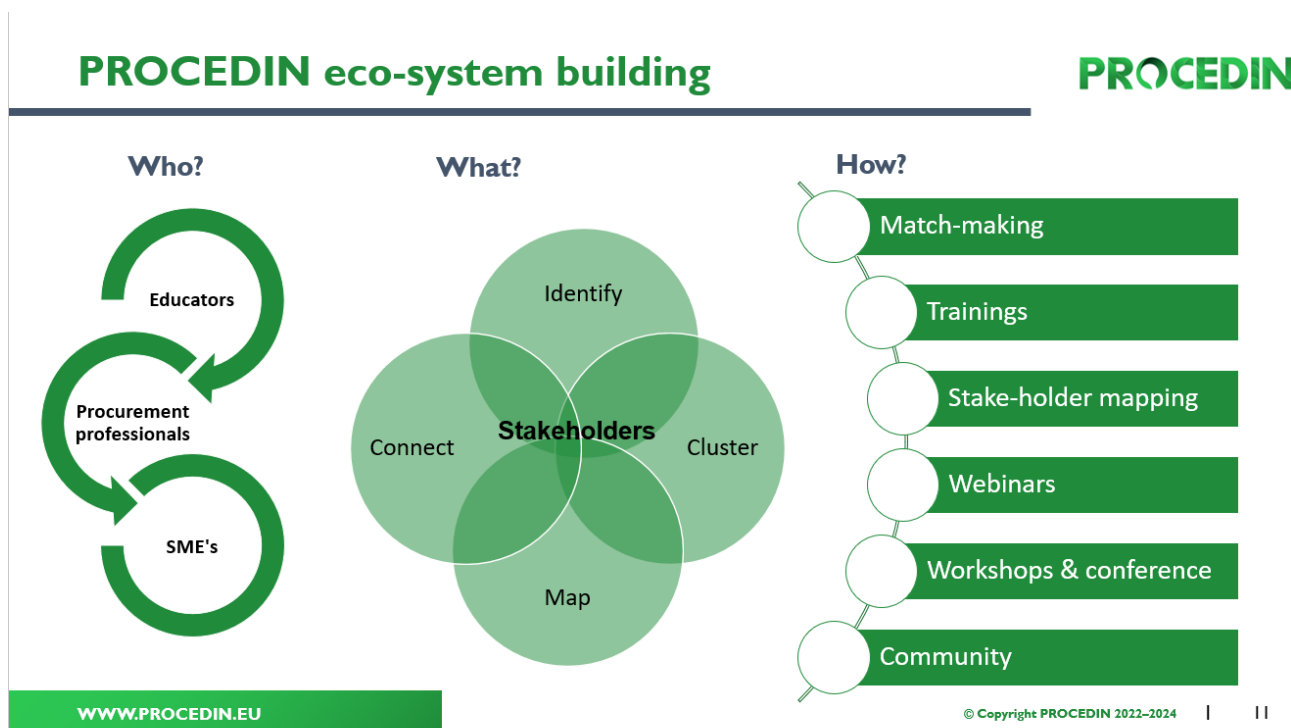 PROCEDIN eco-system building
PROCEDIN
Who?
Educators
Procurement
professionals
SME's
What?
Identify
Connect
Stakeholders
Cluster
Map
How?
Match-making
Trainings
Stake-holder mapping
Webinars
Workshops & conference
Community
WWW.PROCEDIN.EU
© Copyright PROCEDIN 2022–2024 | 11